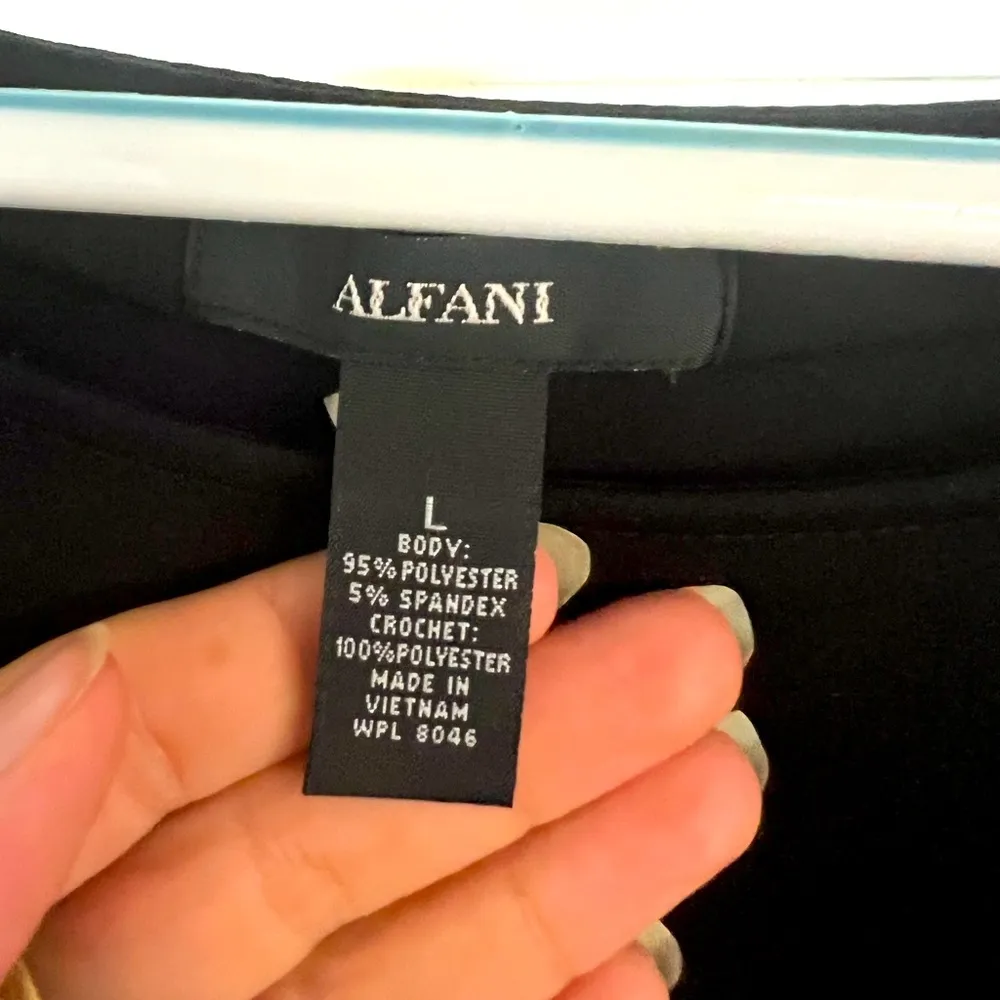 ALFANI
L
BODY:
95% POLYESTER
5% SPANDEX
CROCHET:
100%POLYESTER
MADE IN
VIETNAM
WPL 8046